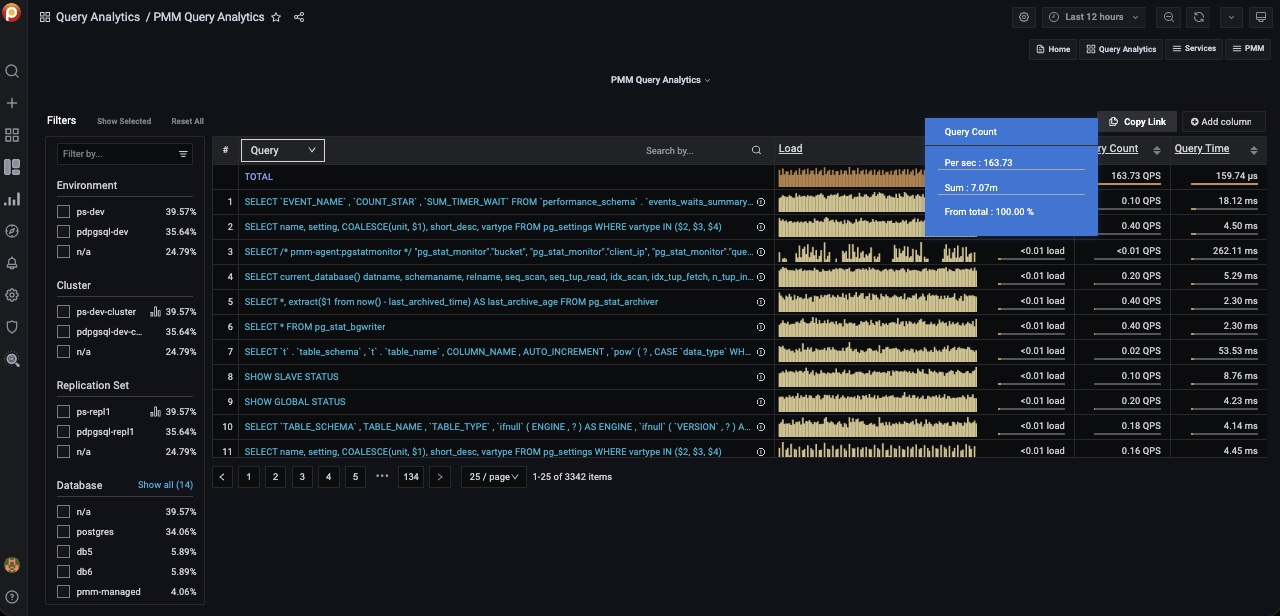 Query Analytics / PMM Query Analytics
Last 12 hours
Home
Query Analytics
Services
PMM
PMM Query Analytics
Filters
Show Selected
Reset All
Copy Link
Add column
Filter by...
Environment
ps-dev 39.57%
pdpgsql-dev 35.64%
n/a 24.79%
Cluster
ps-dev-cluster 39.57%
pdpgsql-dev-c... 35.64%
n/a 24.79%
Replication Set
ps-repl1 39.57%
pdpgsql-repl1 35.64%
n/a 24.79%
Database Show all (14)
n/a 39.57%
postgres 34.06%
db5 5.89%
db6 5.89%
pmm-managed 4.06%
Query Count
Per sec : 163.73
Sum : 7.07m
From total : 100.00 %
# Query Search by... Load ry Count Query Time
TOTAL 163.73 QPS 159.74 µs
1 SELECT `EVENT_NAME` , `COUNT_STAR` , `SUM_TIMER_WAIT` FROM `performance_schema` . `events_waits_summary... 0.10 QPS 18.12 ms
2 SELECT name, setting, COALESCE(unit, $1), short_desc, vartype FROM pg_settings WHERE vartype IN ($2, $3, $4) 0.40 QPS 4.50 ms
3 SELECT /* pmm-agent:pgstatmonitor */ "pg_stat_monitor"."bucket", "pg_stat_monitor"."client_ip", "pg_stat_monitor"."que... <0.01 load <0.01 QPS 262.11 ms
4 SELECT current_database() datname, schemaname, relname, seq_scan, seq_tup_read, idx_scan, idx_tup_fetch, n_tup_in... <0.01 load 0.20 QPS 5.29 ms
5 SELECT *, extract($1 from now() - last_archived_time) AS last_archive_age FROM pg_stat_archiver <0.01 load 0.40 QPS 2.30 ms
6 SELECT * FROM pg_stat_bgwriter <0.01 load 0.40 QPS 2.30 ms
7 SELECT `t` . `table_schema` , `t` . `table_name` , COLUMN_NAME , AUTO_INCREMENT , `pow` ( ? , CASE `data_type` WH... <0.01 load 0.02 QPS 53.53 ms
8 SHOW SLAVE STATUS <0.01 load 0.10 QPS 8.76 ms
9 SHOW GLOBAL STATUS <0.01 load 0.20 QPS 4.23 ms
10 SELECT `TABLE_SCHEMA` , TABLE_NAME , `TABLE_TYPE` , `ifnull` ( ENGINE , ? ) AS ENGINE , `ifnull` ( `VERSION` , ? ) A... <0.01 load 0.18 QPS 4.14 ms
11 SELECT name, setting, COALESCE(unit, $1), short_desc, vartype FROM pg_settings WHERE vartype IN ($2, $3, $4) <0.01 load 0.16 QPS 4.45 ms
1 2 3 4 5 ••• 134 25 / page 1-25 of 3342 items